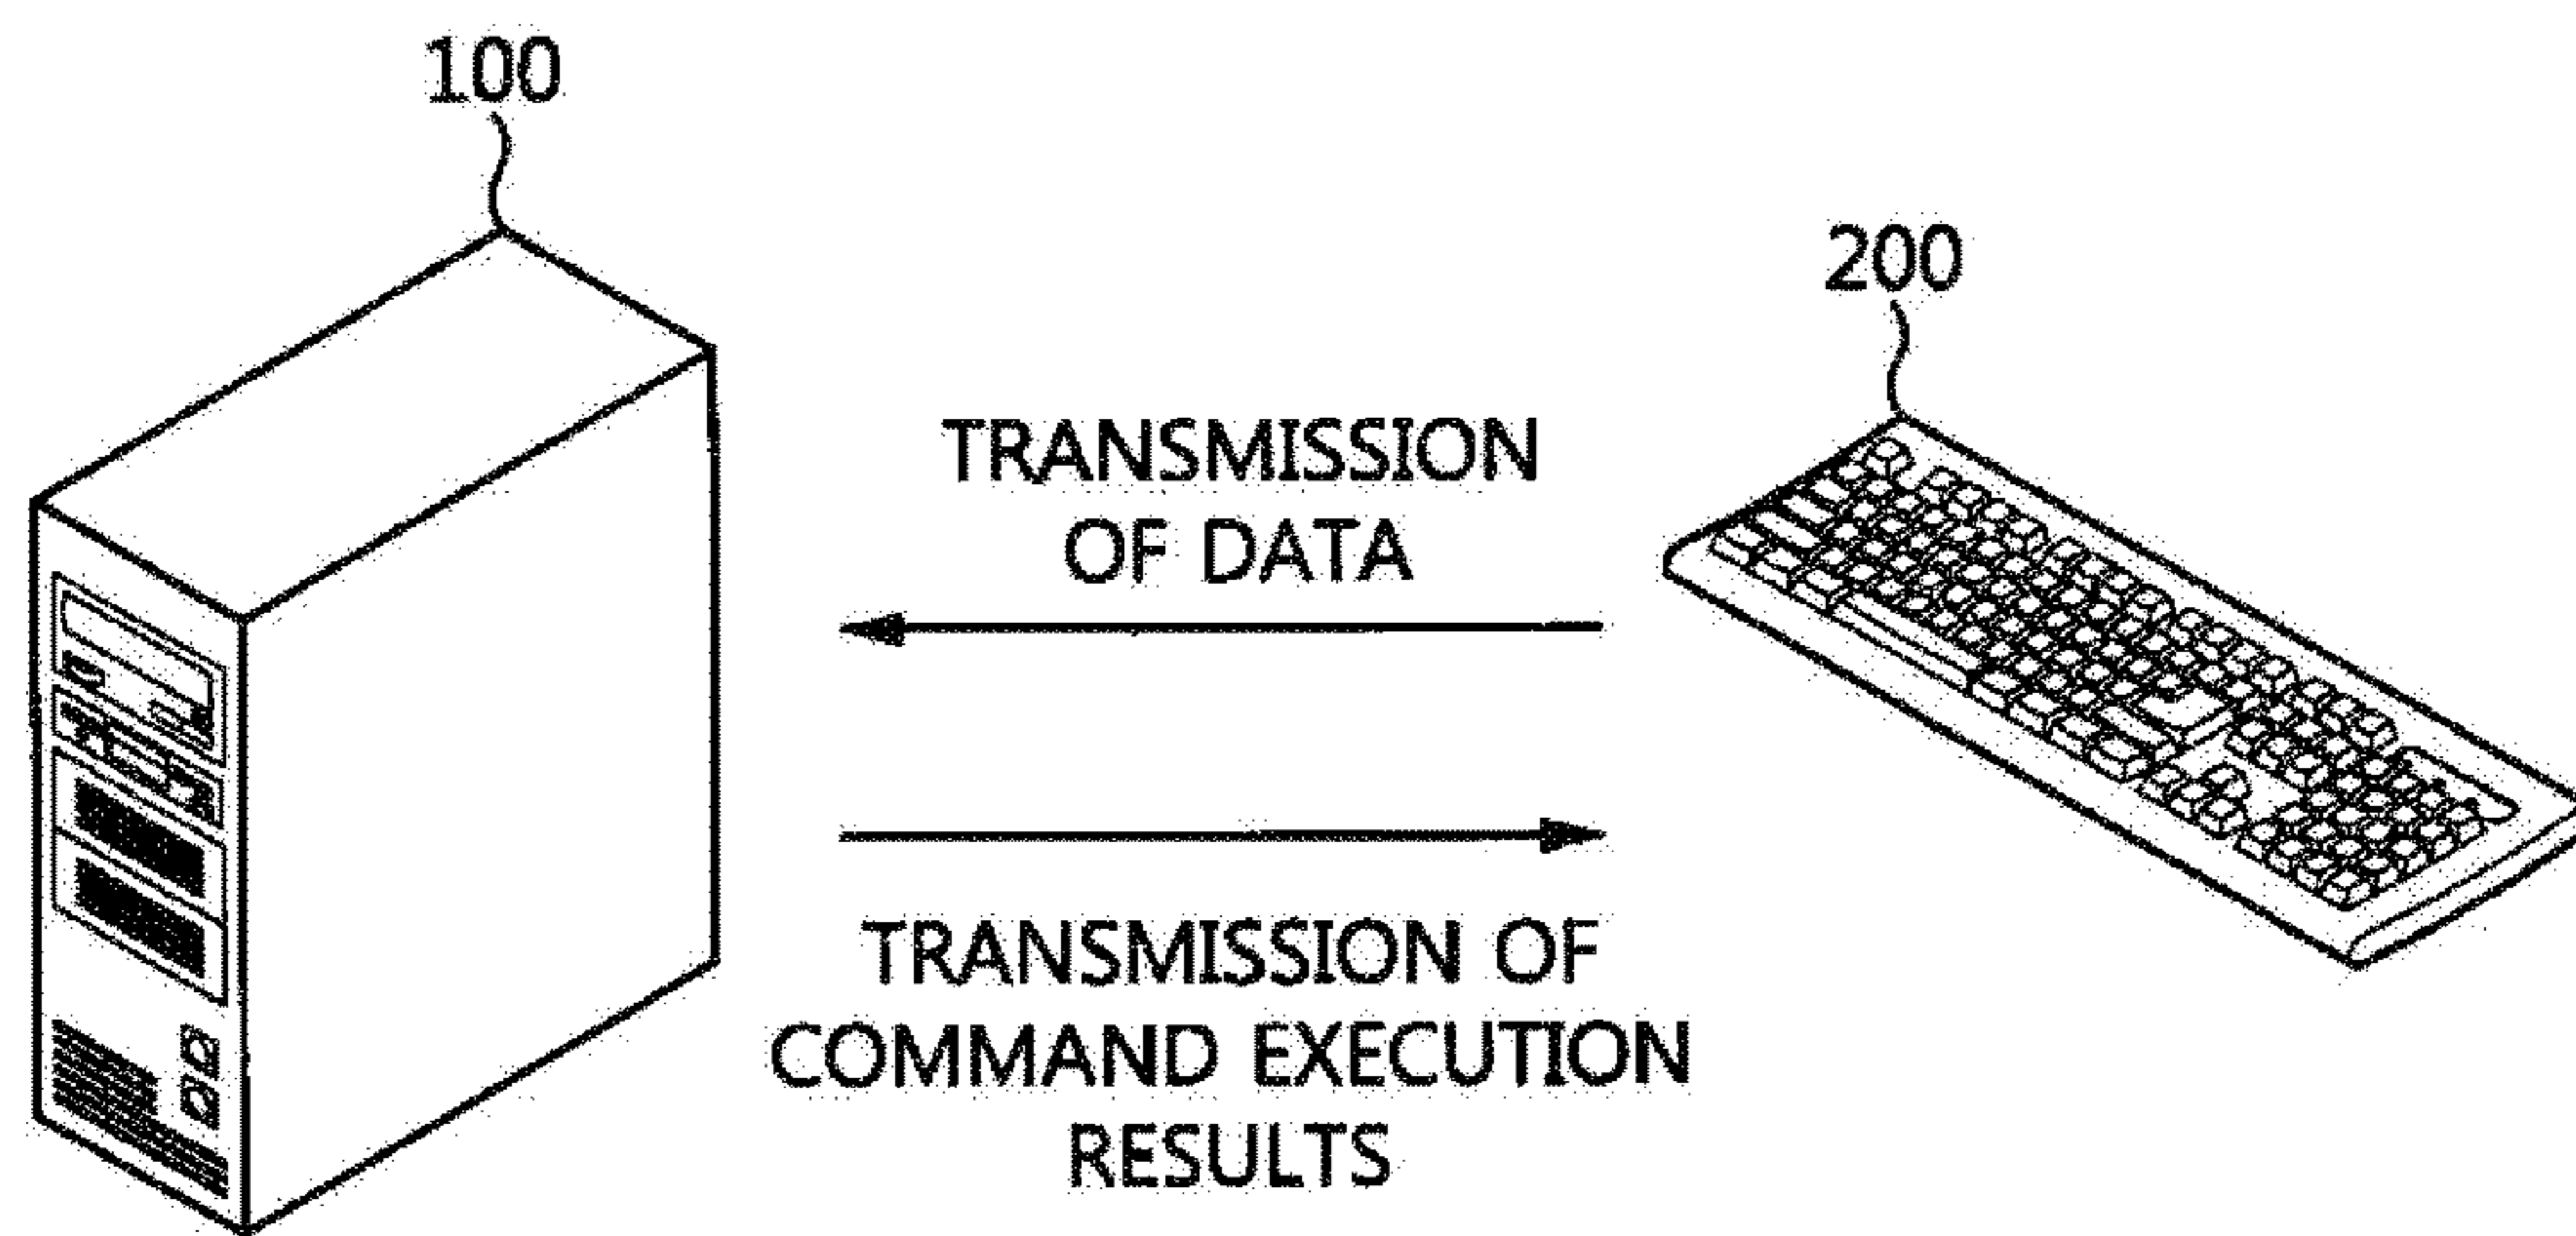 100
200
TRANSMISSION
OF DATA
TRANSMISSION OF
COMMAND EXECUTION
RESULTS